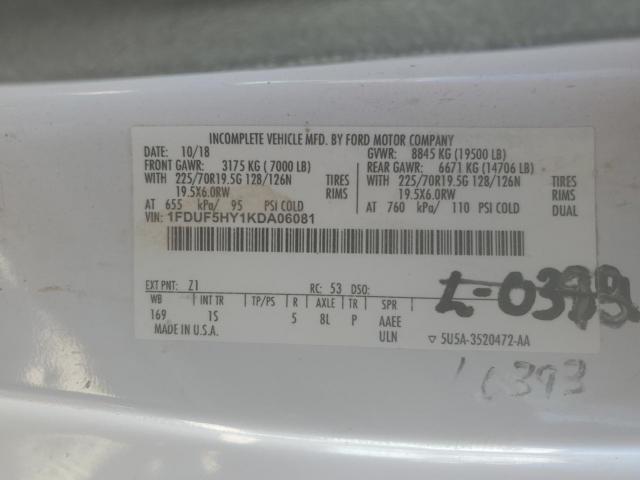 INCOMPLETE VEHICLE MFD. BY FORD MOTOR COMPANY
DATE: 10/18 GVWR: 8845 KG (19500 LB)
FRONT GAWR: 3175 KG (7000 LB) REAR GAWR: 6671 KG (14706 LB)
WITH 225/70R19.5G 128/126N TIRES WITH 225/70R19.5G 128/126N TIRES
19.5X6.0RW RIMS 19.5X6.0RW RIMS
AT 655 kPa/ 95 PSI COLD AT 760 kPa/ 110 PSI COLD DUAL
VIN: 1FDUF5HY1KDA06081
EXT PNT: Z1 RC: 53 DSO:
WB INT TR TP/PS R AXLE TR SPR
169 1S 5 8L P AAEE
MADE IN U.S.A. ULN ▽ 5U5A-3520472-AA